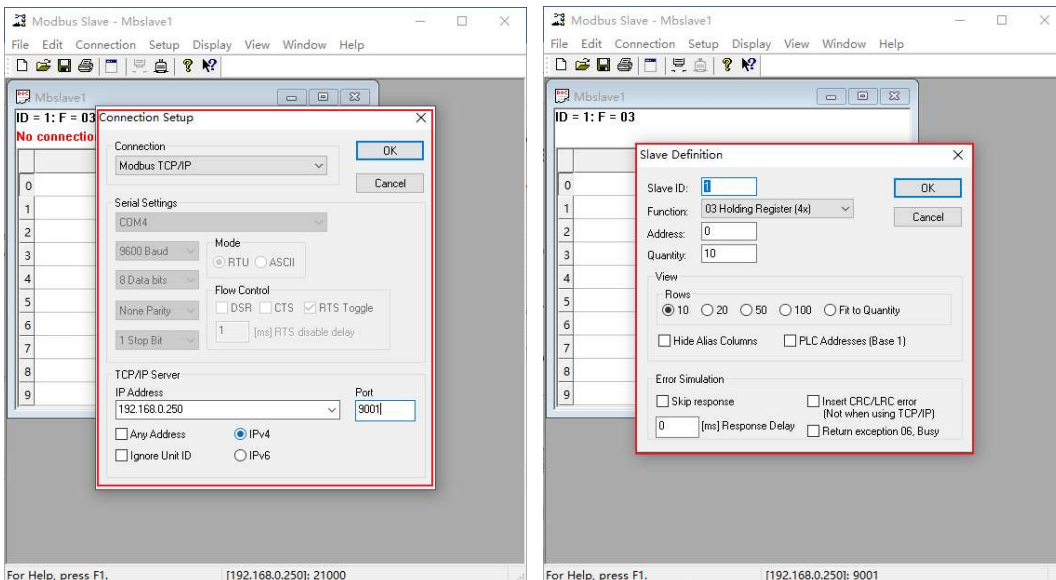 Modbus Slave - Mbslave1
File Edit Connection Setup Display View Window Help
Mbslave1
ID = 1: F = 03
No connectio
Connection Setup
Connection
Modbus TCP/IP
OK
Cancel
Serial Settings
COM4
9600 Baud
Mode
RTU ASCII
8 Data bits
Flow Control
None Parity
DSR CTS RTS Toggle
1 [ms] RTS disable delay
1 Stop Bit
TCP/IP Server
IP Address Port
192.168.0.250 9001
Any Address IPv4
Ignore Unit ID IPv6
0
1
2
3
4
5
6
7
8
9
For Help, press F1. [192.168.0.250]: 21000
Modbus Slave - Mbslave1
File Edit Connection Setup Display View Window Help
Mbslave1
ID = 1: F = 03
Slave Definition
Slave ID: 1
OK
Function: 03 Holding Register (4x)
Cancel
Address: 0
Quantity: 10
View
Rows
10 20 50 100 Fit to Quantity
Hide Alias Columns PLC Addresses (Base 1)
Error Simulation
Skip response
Insert CRC/LRC error
(Not when using TCP/IP)
0 [ms] Response Delay
Return exception 06, Busy
0
1
2
3
4
5
6
7
8
9
For Help, press F1. [192.168.0.250]: 9001